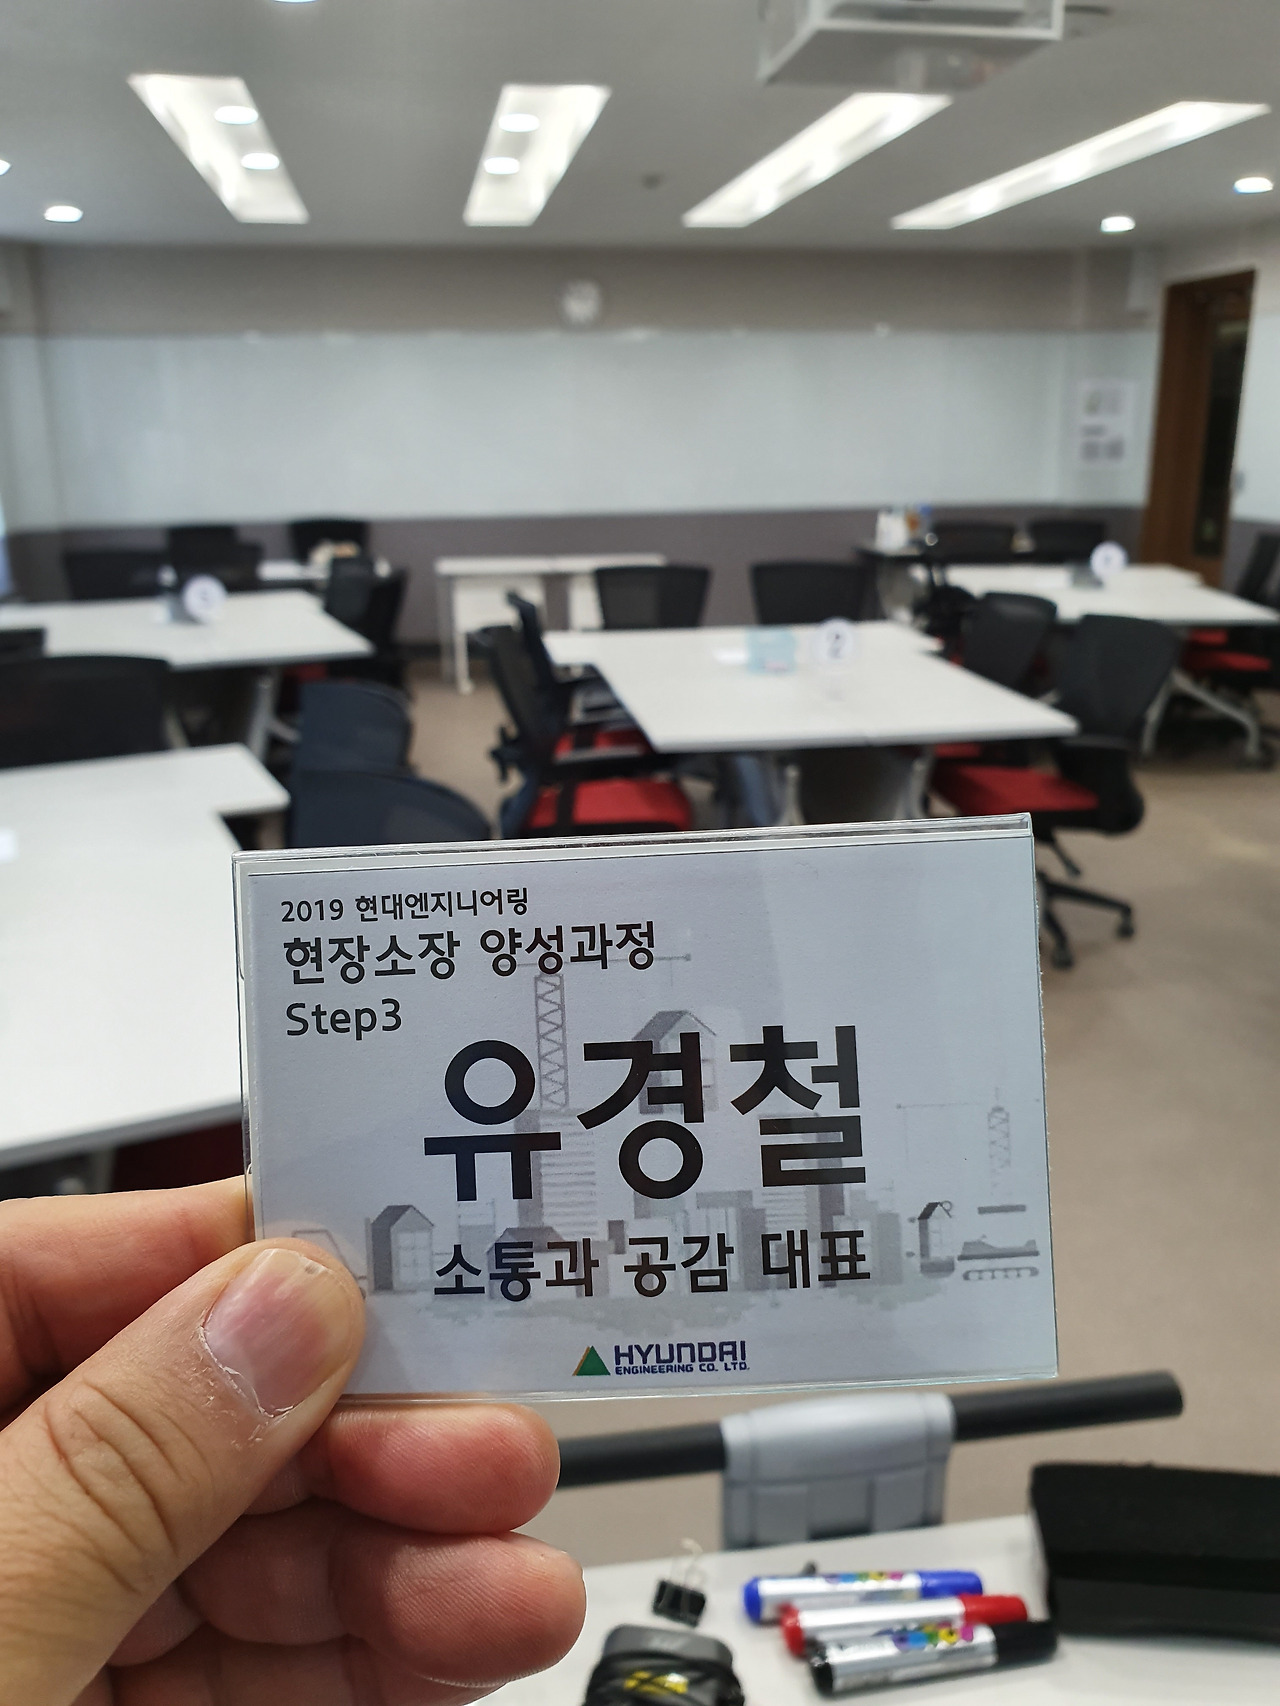 2
2019 현대엔지니어링
현장소장 양성과정
Step3
유경철
소통과 공감 대표
HYUNDAI
ENGINEERING CO. LTD.